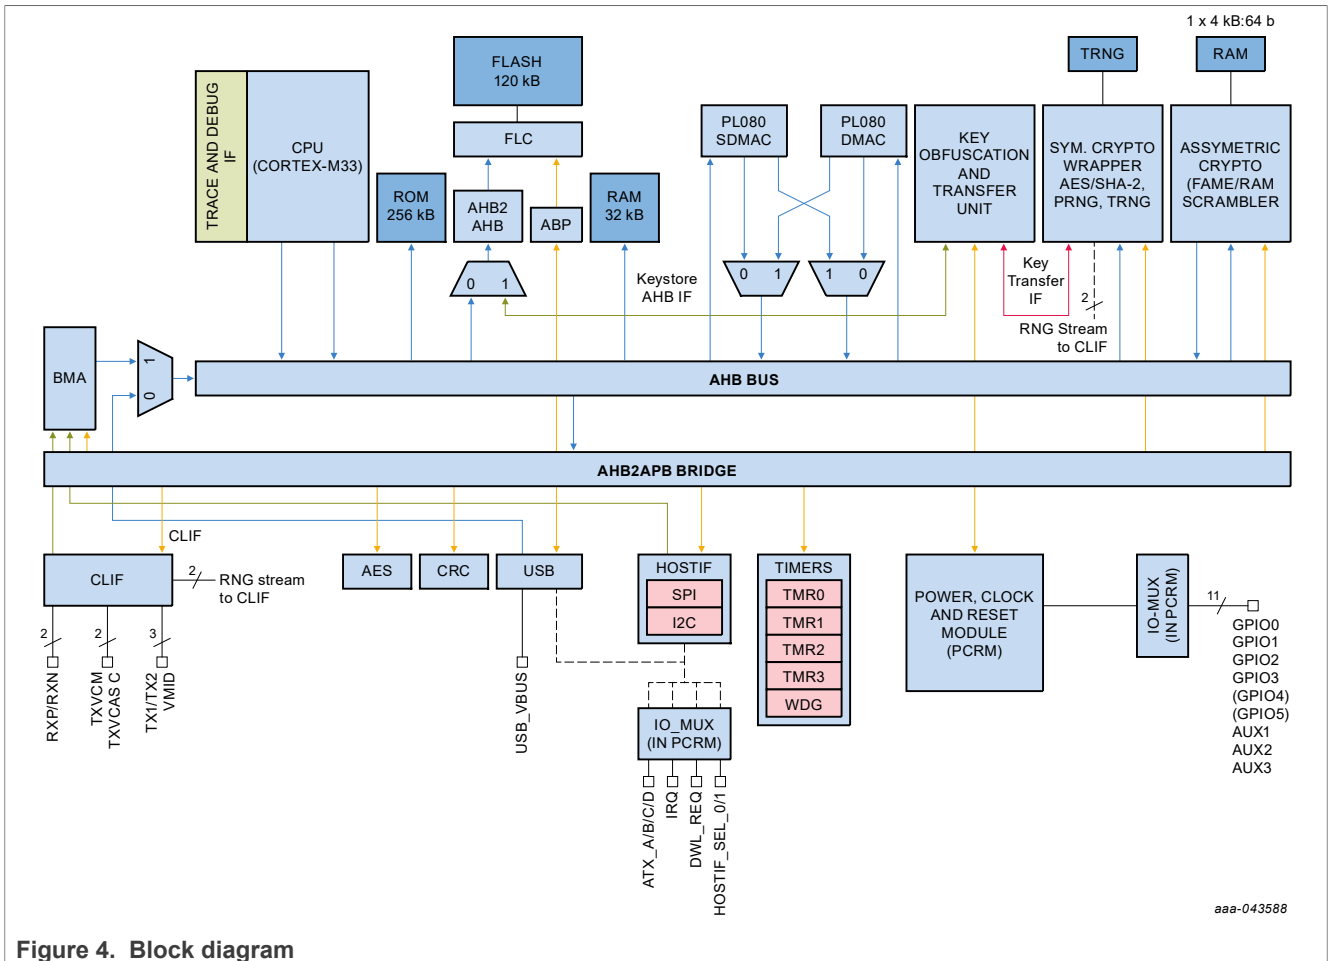 1 x 4 kB:64 b
TRACE AND DEBUG
IF
CPU
(CORTEX-M33)
FLASH
120 kB
FLC
ROM
256 kB
AHB2
AHB
ABP
RAM
32 kB
PL080
SDMAC
PL080
DMAC
KEY
OBFUSCATION
AND
TRANSFER
UNIT
TRNG
SYM. CRYPTO
WRAPPER
AES/SHA-2,
PRNG, TRNG
RAM
ASSYMETRIC
CRYPTO
(FAME/RAM
SCRAMBLER
0 1
Keystore
AHB IF
0 1
1 0
Key
Transfer
IF
2
RNG Stream
to CLIF
BMA
1
0
AHB BUS
AHB2APB BRIDGE
CLIF
CLIF
2
RNG stream
to CLIF
2
RXP/RXN
2
TXVCM
TXVCAS C
3
TX1/TX2
VMID
AES
CRC
USB
USB_VBUS
HOSTIF
SPI
I2C
IO_MUX
(IN PCRM)
ATX_A/B/C/D
IRQ
DWL_REQ
HOSTIF_SEL_0/1
TIMERS
TMR0
TMR1
TMR2
TMR3
WDG
POWER, CLOCK
AND RESET
MODULE
(PCRM)
IO-MUX
(IN PCRM)
11
GPIO0
GPIO1
GPIO2
GPIO3
(GPIO4)
(GPIO5)
AUX1
AUX2
AUX3
aaa-043588
Figure 4. Block diagram